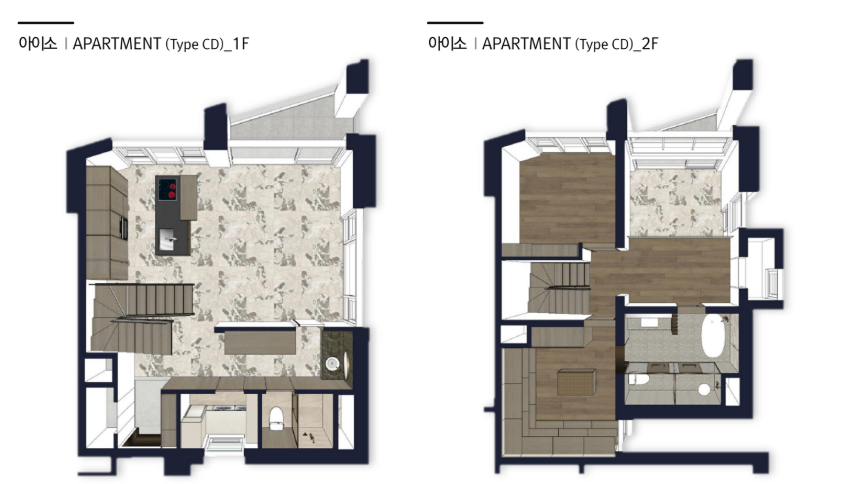 아이소 | APARTMENT (Type CD)_1F
아이소 | APARTMENT (Type CD)_2F